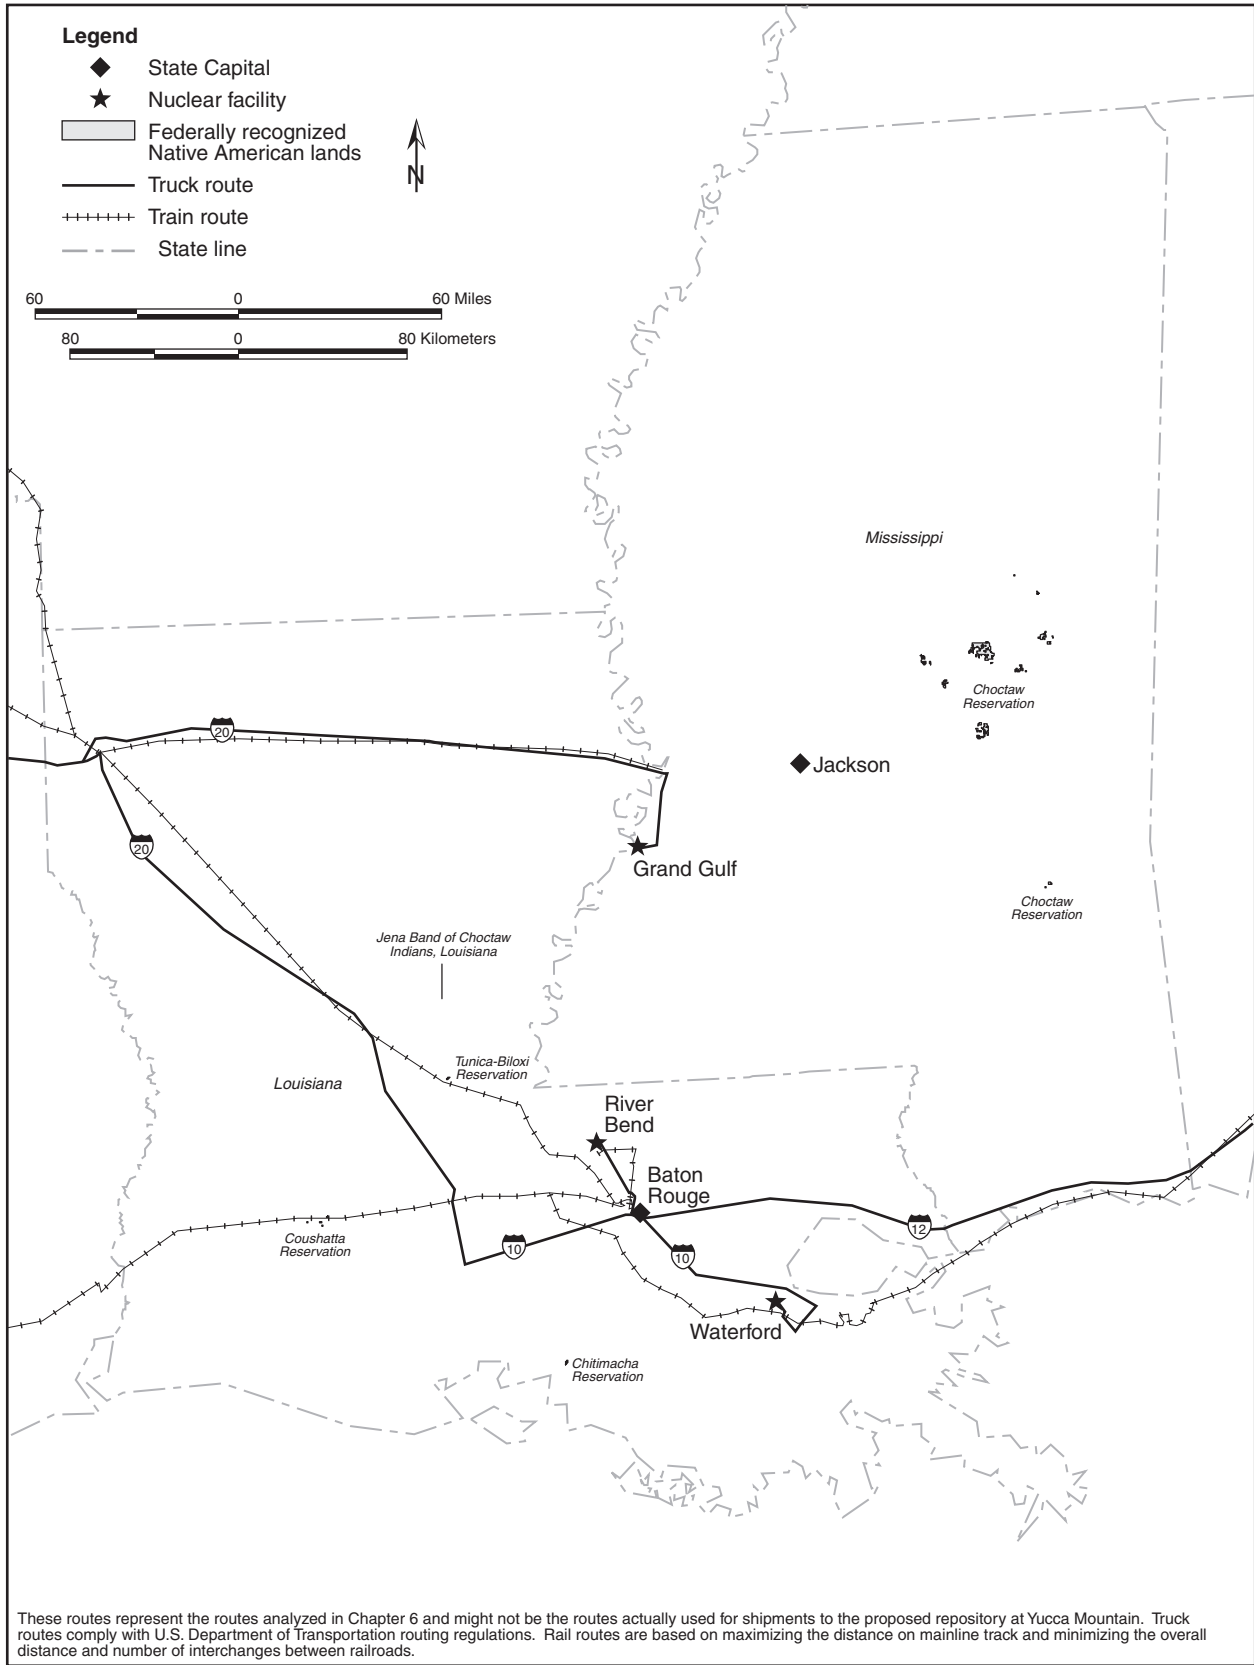 Legend
State Capital
Nuclear facility
Federally recognized
Native American lands
Truck route
Train route
State line
N
60 0 60 Miles
80 0 80 Kilometers
Mississippi
Choctaw
Reservation
20
Jackson
20
Grand Gulf
Choctaw
Reservation
Jena Band of Choctaw
Indians, Louisiana
Tunica-Biloxi
Reservation
Louisiana
River
Bend
Baton
Rouge
Coushatta
Reservation
10
10
12
Waterford
Chitimacha
Reservation
These routes represent the routes analyzed in Chapter 6 and might not be the routes actually used for shipments to the proposed repository at Yucca Mountain. Truck
routes comply with U.S. Department of Transportation routing regulations. Rail routes are based on maximizing the distance on mainline track and minimizing the overall
distance and number of interchanges between railroads.